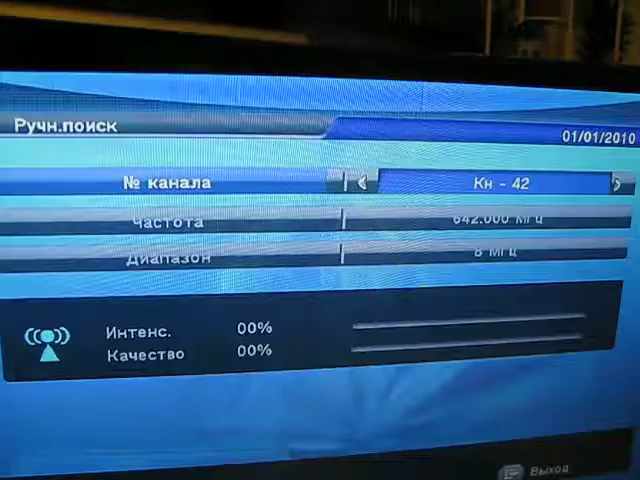 Ручн.поиск
01/01/2010
№ канала Кн - 42
Частота 642.000 МГц
Диапазон 8 МГц
Интенс. 00%
Качество 00%
Выход